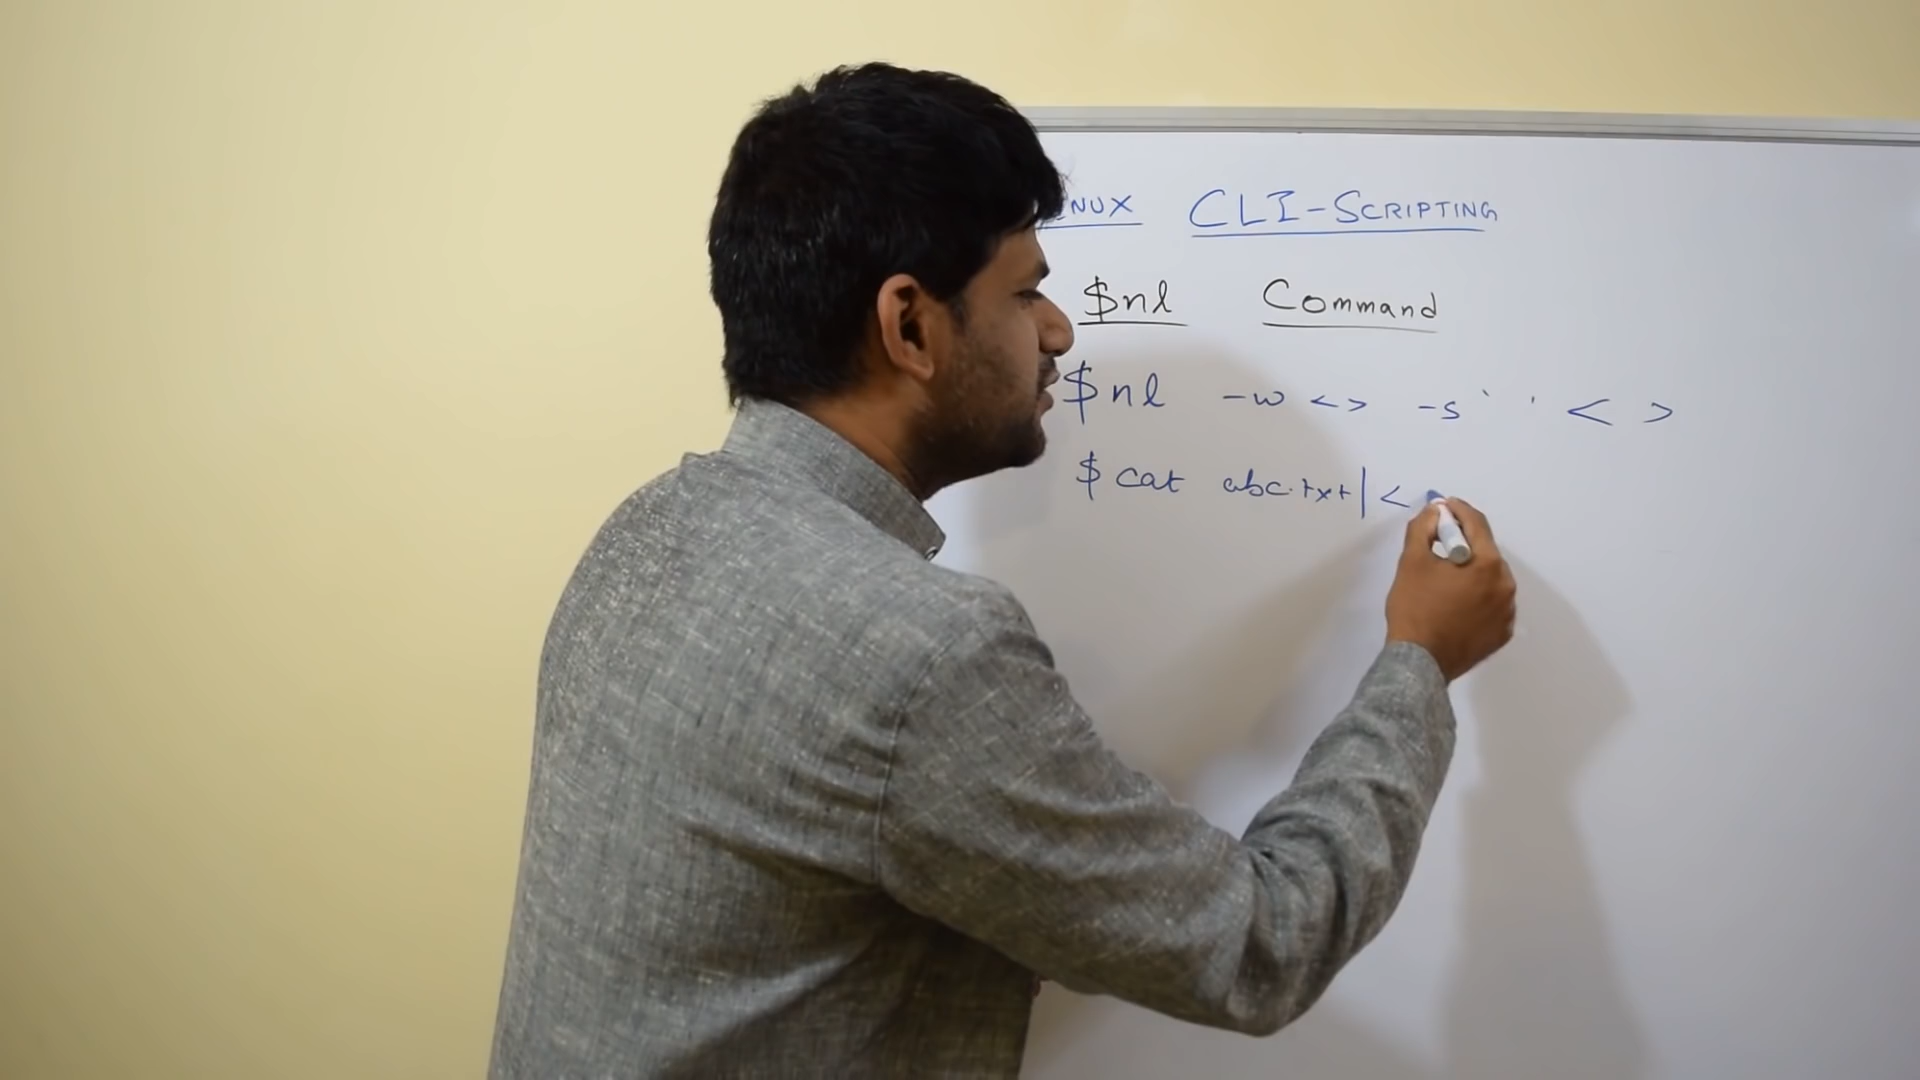 NUX CLI-SCRIPTING
$nl Command
$nl -w <> -s ` ' < >
$ cat abc.txt | <